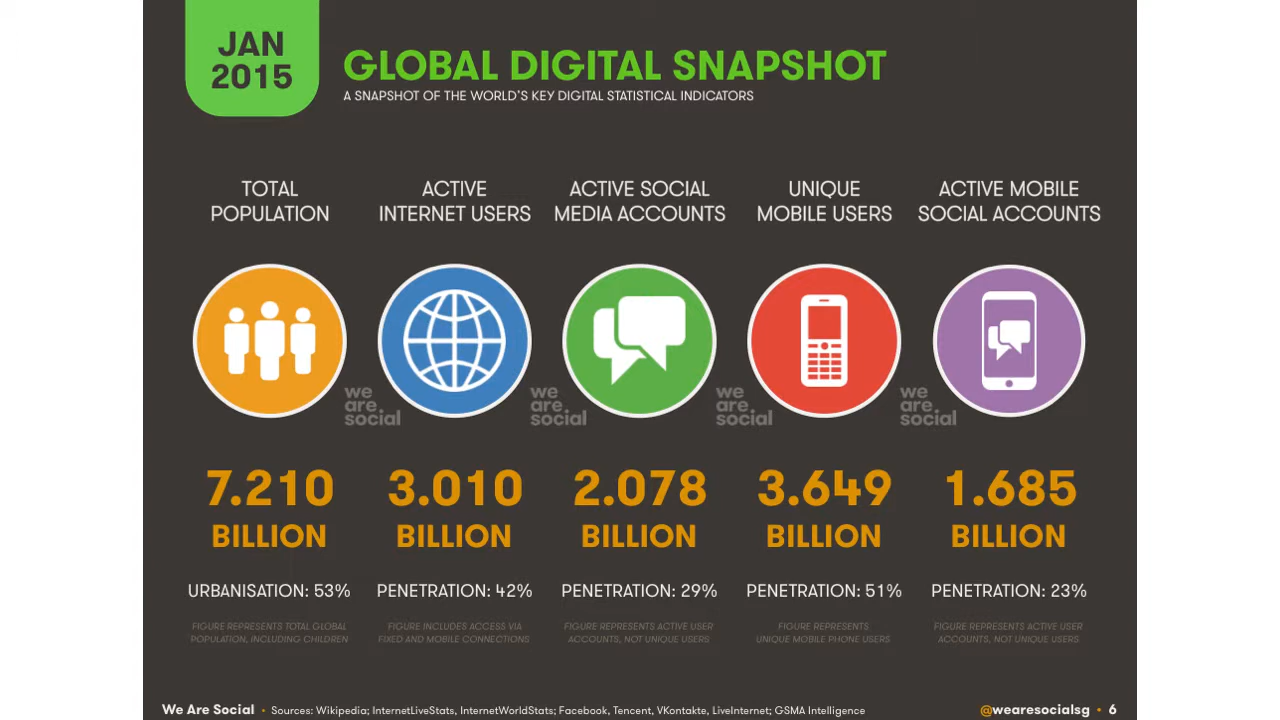 JAN
2015
GLOBAL DIGITAL SNAPSHOT
A SNAPSHOT OF THE WORLD'S KEY DIGITAL STATISTICAL INDICATORS
TOTAL
POPULATION
ACTIVE
INTERNET USERS
ACTIVE SOCIAL
MEDIA ACCOUNTS
UNIQUE
MOBILE USERS
ACTIVE MOBILE
SOCIAL ACCOUNTS
we
are
social
we
are
social
we
are
social
we
are
social
7.210
BILLION
3.010
BILLION
2.078
BILLION
3.649
BILLION
1.685
BILLION
URBANISATION: 53%
PENETRATION: 42%
PENETRATION: 29%
PENETRATION: 51%
PENETRATION: 23%
FIGURE REPRESENTS TOTAL GLOBAL
POPULATION, INCLUDING CHILDREN
FIGURE INCLUDES ACCESS VIA
FIXED AND MOBILE CONNECTIONS
FIGURE REPRESENTS ACTIVE USER
ACCOUNTS, NOT UNIQUE USERS
FIGURE REPRESENTS
UNIQUE MOBILE PHONE USERS
FIGURE REPRESENTS ACTIVE USER
ACCOUNTS, NOT UNIQUE USERS
We Are Social • Sources: Wikipedia; InternetLiveStats, InternetWorldStats; Facebook, Tencent, VKontakte, LiveInternet; GSMA Intelligence
@wearesocialsg • 6